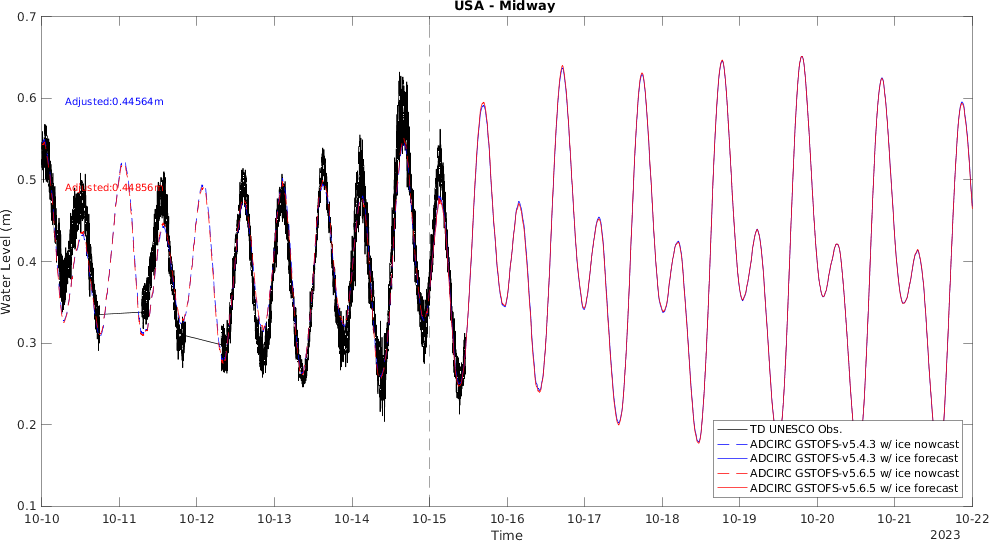 USA - Midway
0.7
0.6
0.5
0.4
0.3
0.2
0.1
Water Level (m)
Adjusted:0.44564m
Adjusted:0.44856m
TD UNESCO Obs.
ADCIRC GSTOFS-v5.4.3 w/ ice nowcast
ADCIRC GSTOFS-v5.4.3 w/ ice forecast
ADCIRC GSTOFS-v5.6.5 w/ ice nowcast
ADCIRC GSTOFS-v5.6.5 w/ ice forecast
10-10 10-11 10-12 10-13 10-14 10-15 10-16 10-17 10-18 10-19 10-20 10-21 10-22
Time
2023